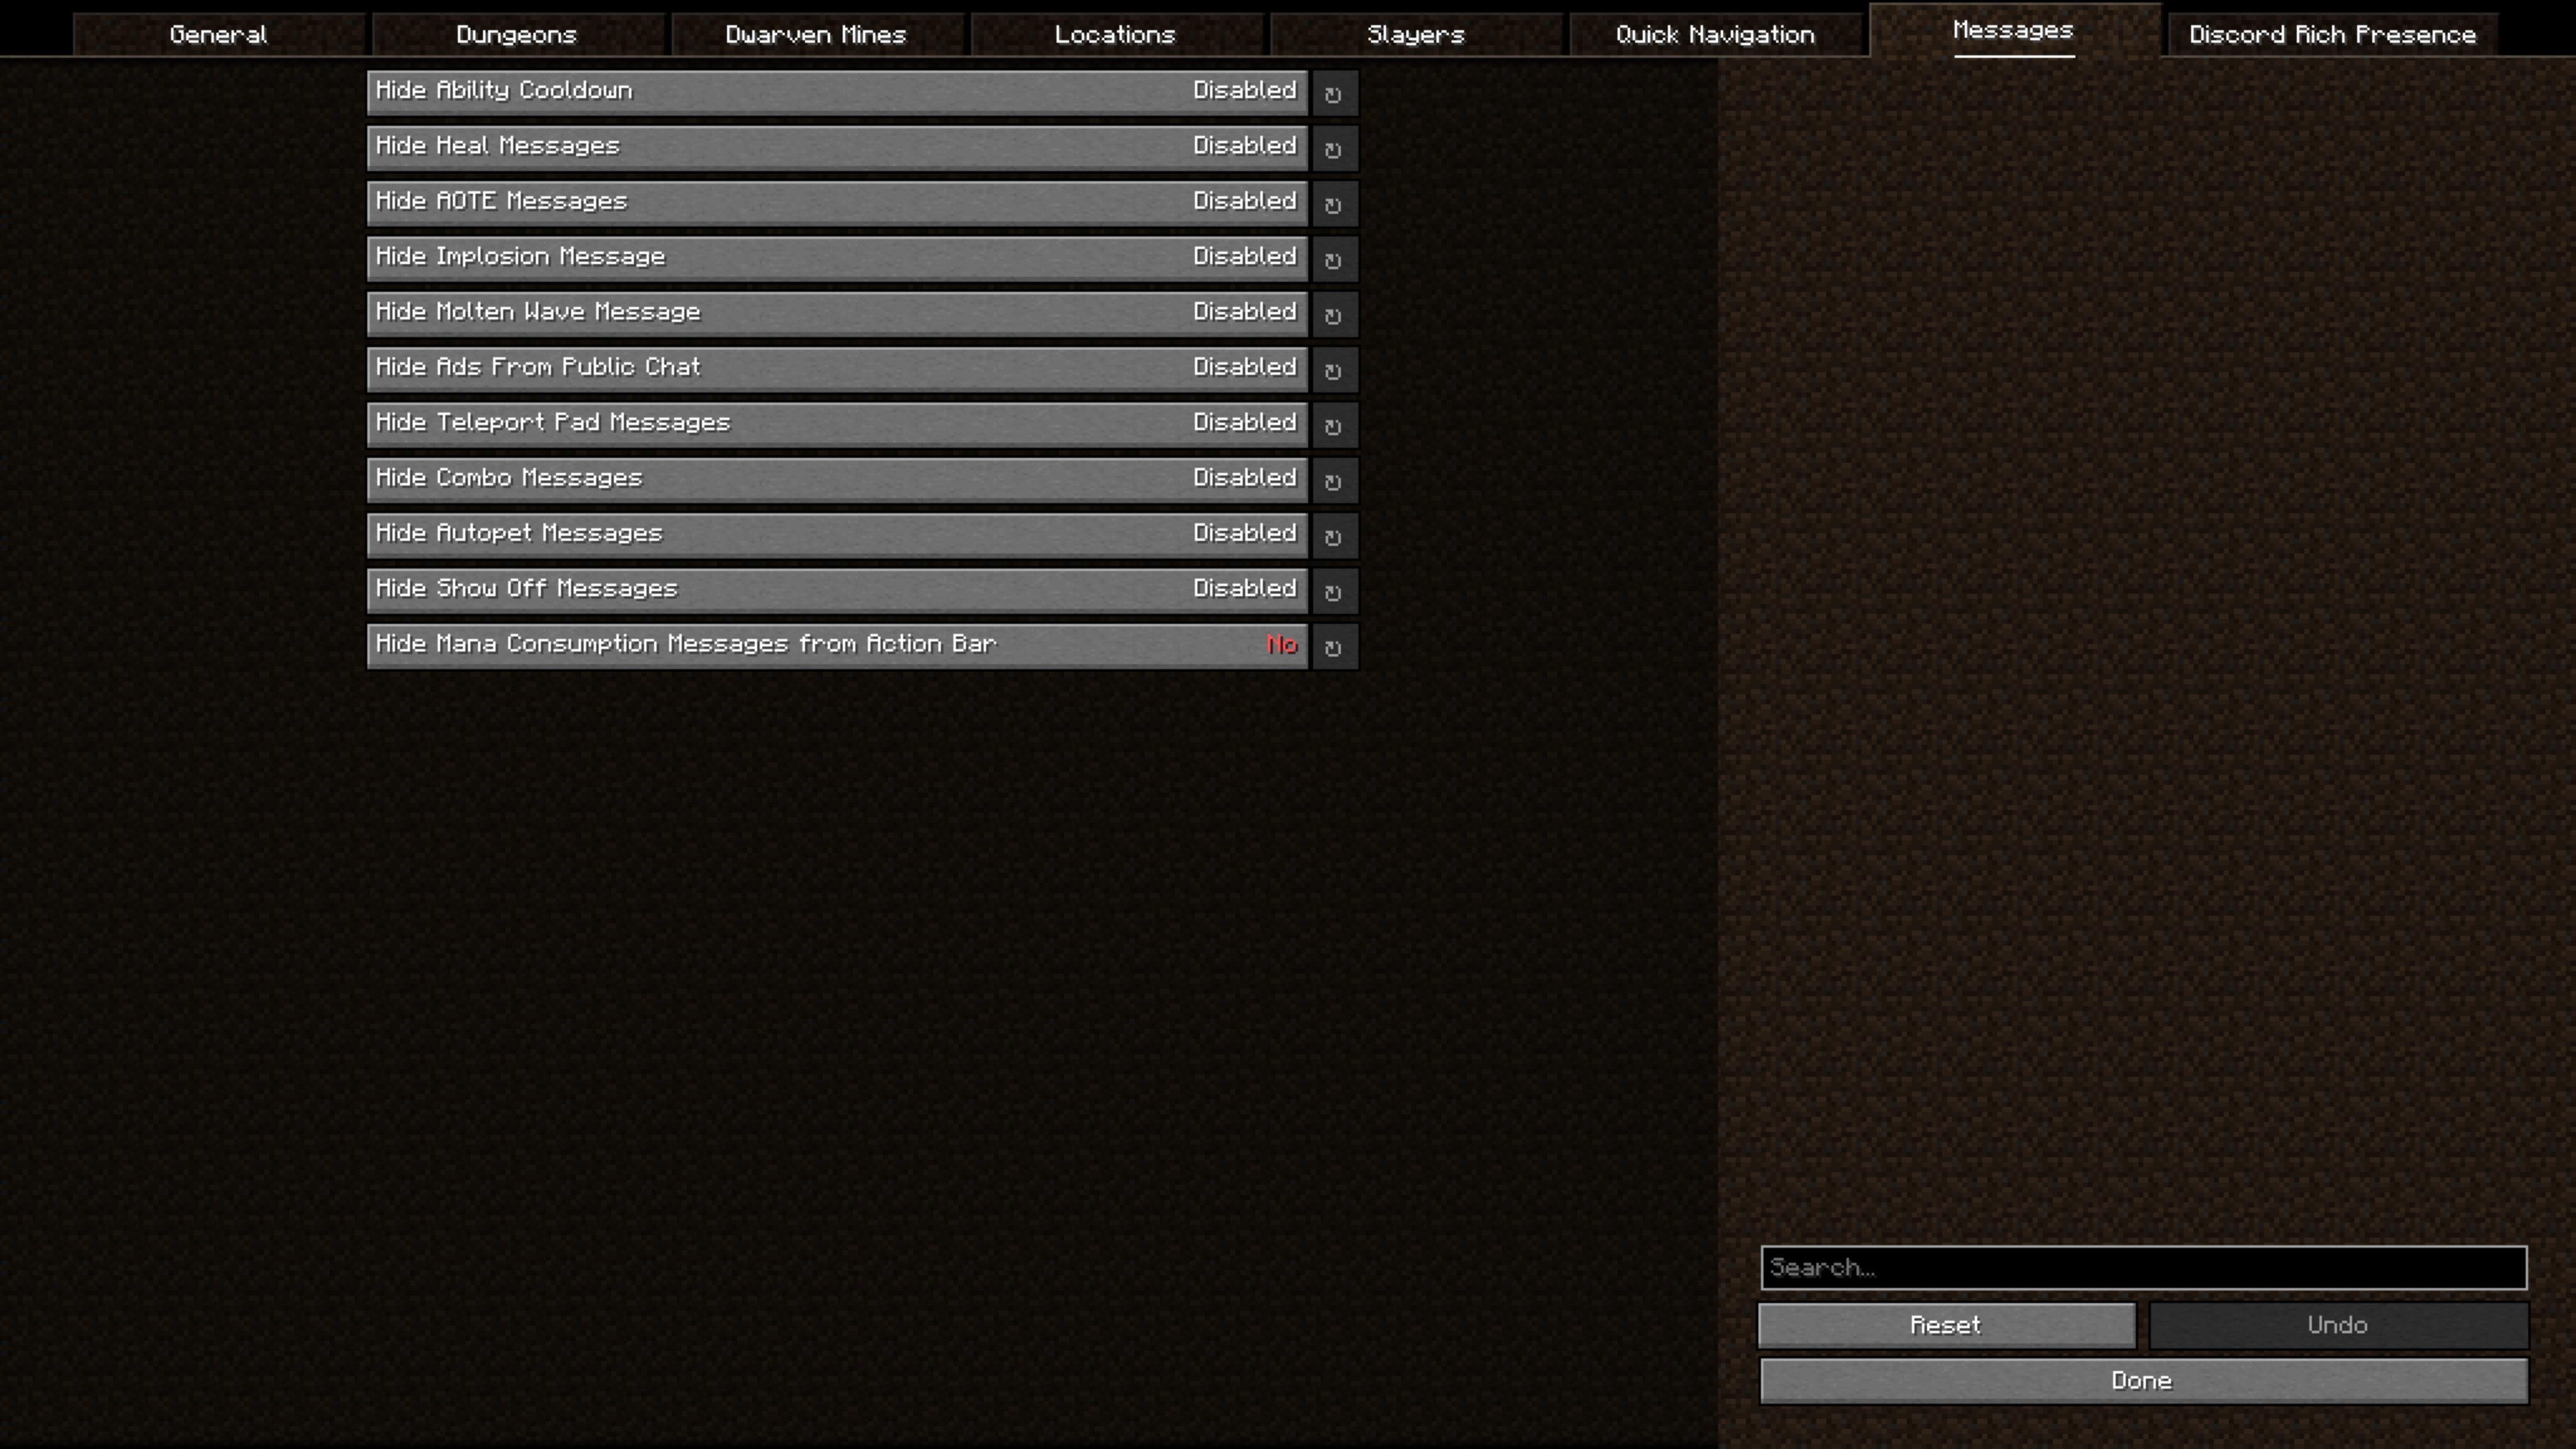 General
Dungeons
Dwarven Mines
Locations
Slayers
Quick Navigation
Messages
Discord Rich Presence
Hide Ability Cooldown Disabled
Hide Heal Messages Disabled
Hide AOTE Messages Disabled
Hide Implosion Message Disabled
Hide Molten Wave Message Disabled
Hide Ads From Public Chat Disabled
Hide Teleport Pad Messages Disabled
Hide Combo Messages Disabled
Hide Autopet Messages Disabled
Hide Show Off Messages Disabled
Hide Mana Consumption Messages from Action Bar No
Search...
Reset
Undo
Done